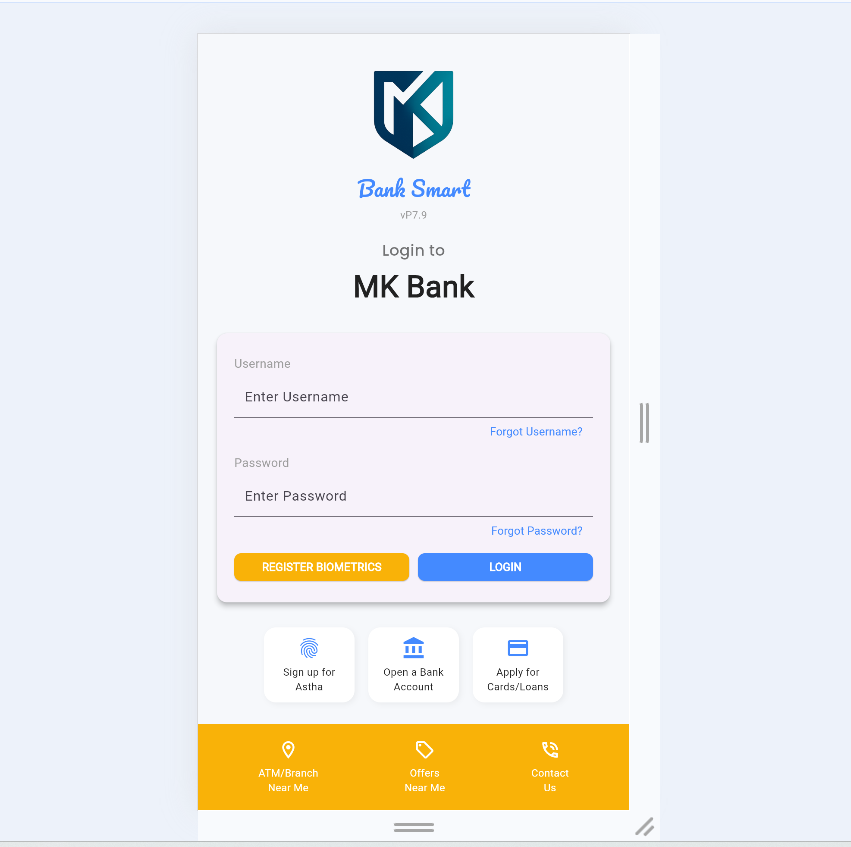 Bank Smart
vP7.9
Login to
MK Bank
Username
Enter Username
Forgot Username?
Password
Enter Password
Forgot Password?
REGISTER BIOMETRICS
LOGIN
Sign up for
Astha
Open a Bank
Account
Apply for
Cards/Loans
ATM/Branch
Near Me
Offers
Near Me
Contact
Us